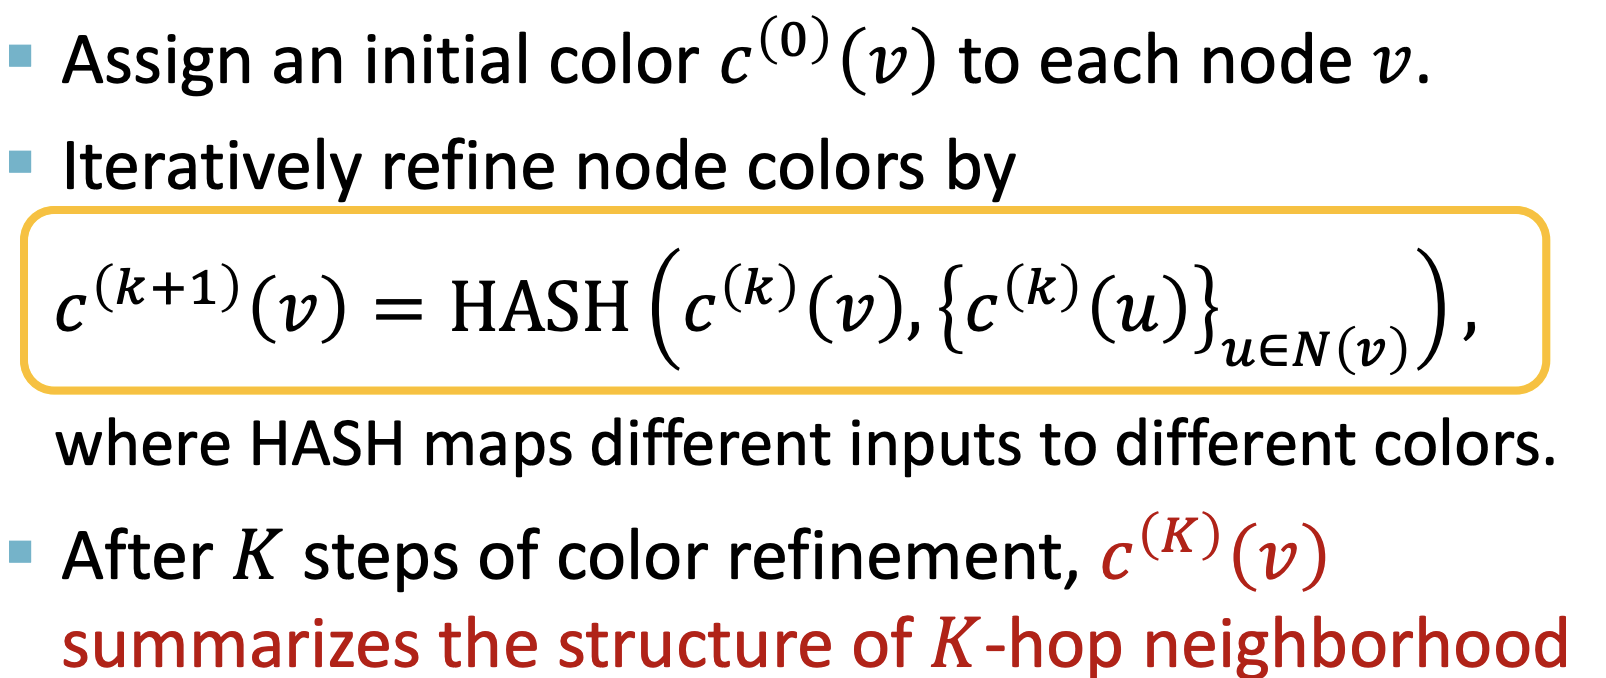 ▪ Assign an initial color $c^{(0)}(v)$ to each node $v$.
▪ Iteratively refine node colors by
$c^{(k+1)}(v) = \text{HASH}\left(c^{(k)}(v), \left\{c^{(k)}(u)\right\}_{u \in N(v)}\right),$
where HASH maps different inputs to different colors.
▪ After $K$ steps of color refinement, $c^{(K)}(v)$
summarizes the structure of $K$-hop neighborhood